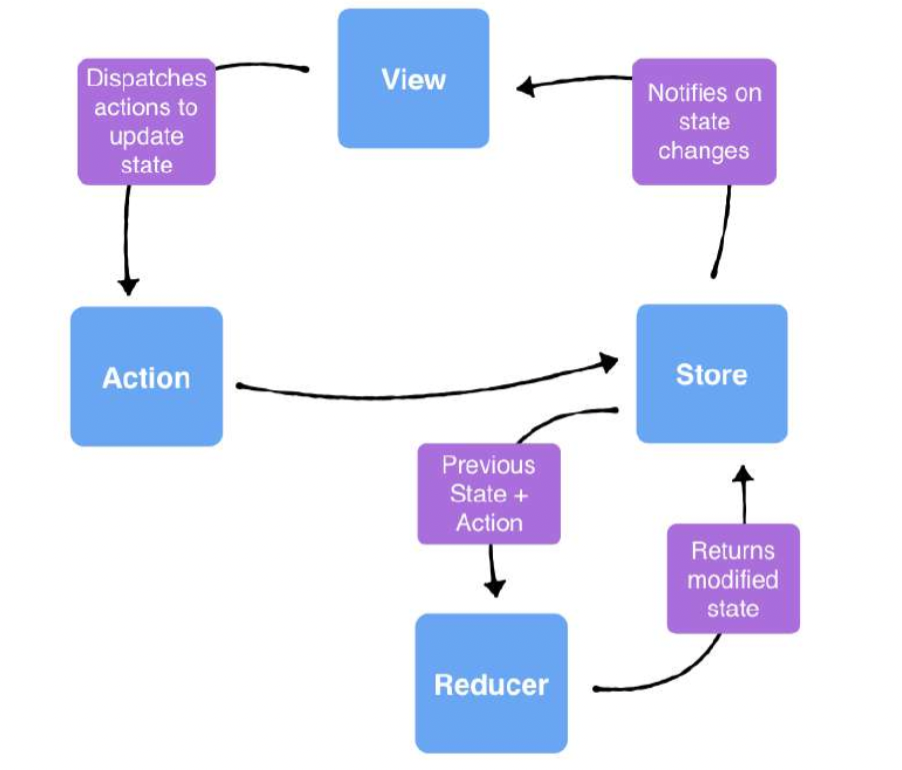 View
Dispatches
actions to
update
state
Notifies on
state
changes
Action
Store
Previous
State +
Action
Returns
modified
state
Reducer